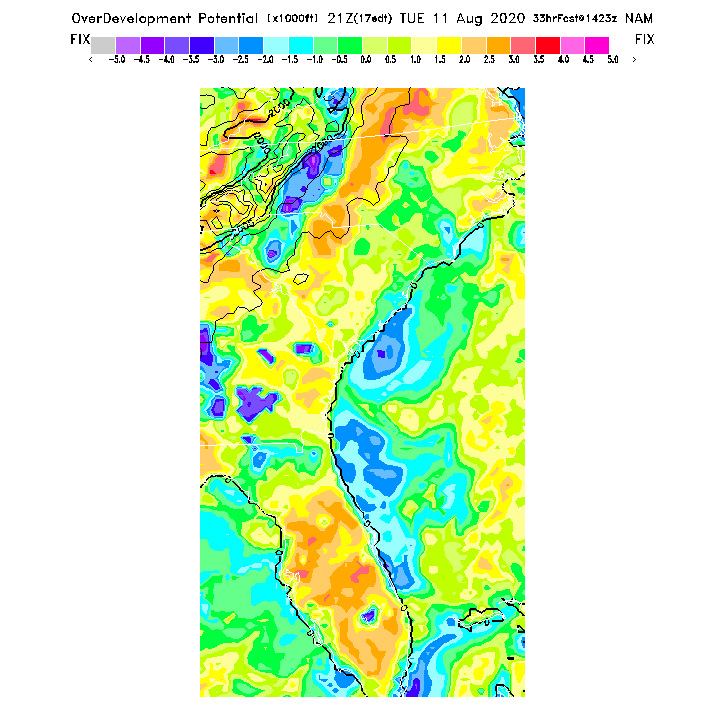 OverDevelopment Potential [x1000ft] 21Z(17edt) TUE 11 Aug 2020 33hrFcst@1423z NAM
FIX FIX
< -5.0 -4.5 -4.0 -3.5 -3.0 -2.5 -2.0 -1.5 -1.0 -0.5 0.0 0.5 1.0 1.5 2.0 2.5 3.0 3.5 4.0 4.5 5.0 >
2000
2000